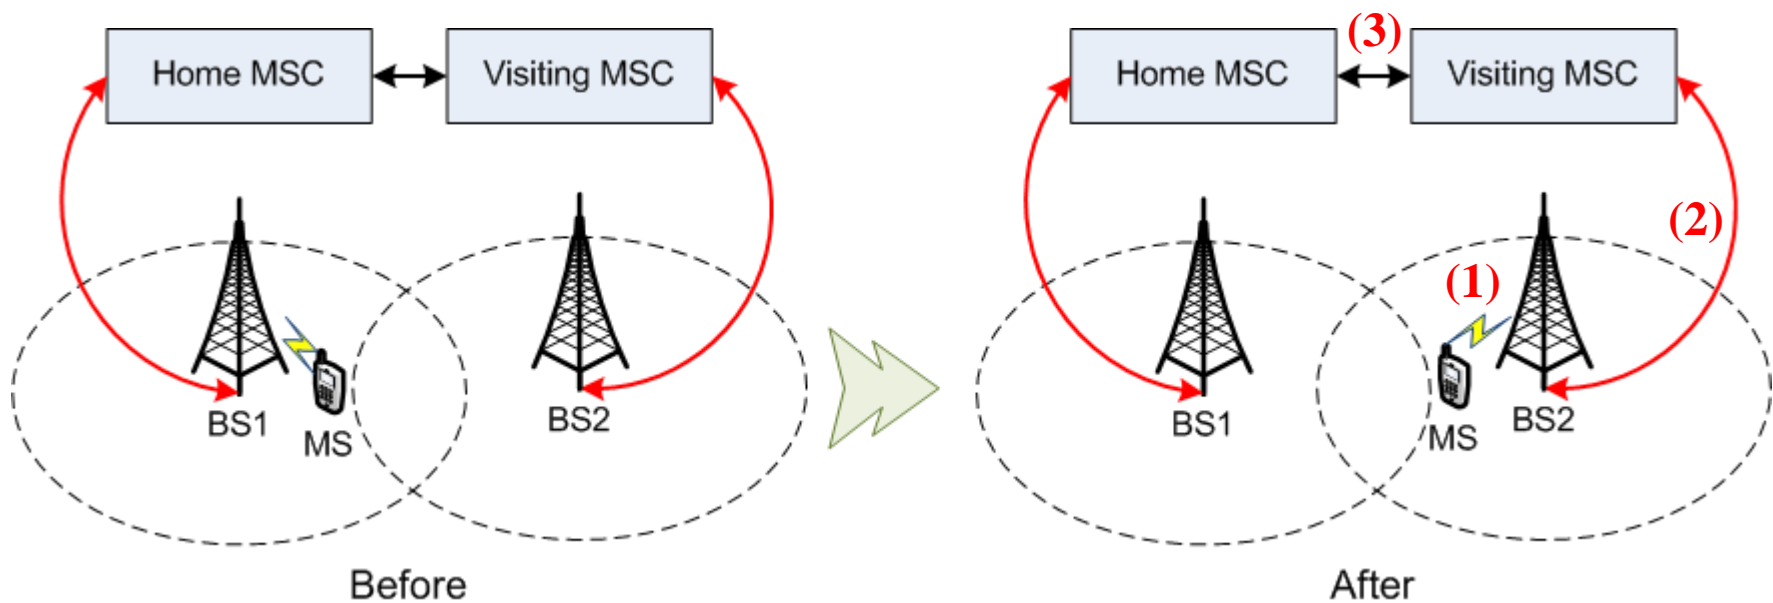 Home MSC
Visiting MSC
BS1
MS
BS2
Before
(3)
Home MSC
Visiting MSC
(2)
(1)
BS1
MS
BS2
After